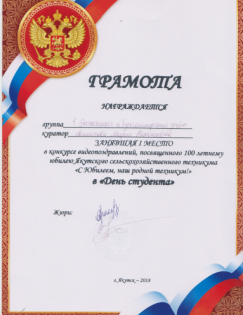 ГРАМОТА
НАГРАЖДАЕТСЯ
группа
куратор
ЗАНЯВШАЯ I МЕСТО
в конкурсе видеопоздравлений, посвященного 100 летнему
юбилею Якутского сельскохозяйственного техникума
«С Юбилеем, наш родной техникум!»
в «День студента»
Жюри:
г. Якутск – 2018